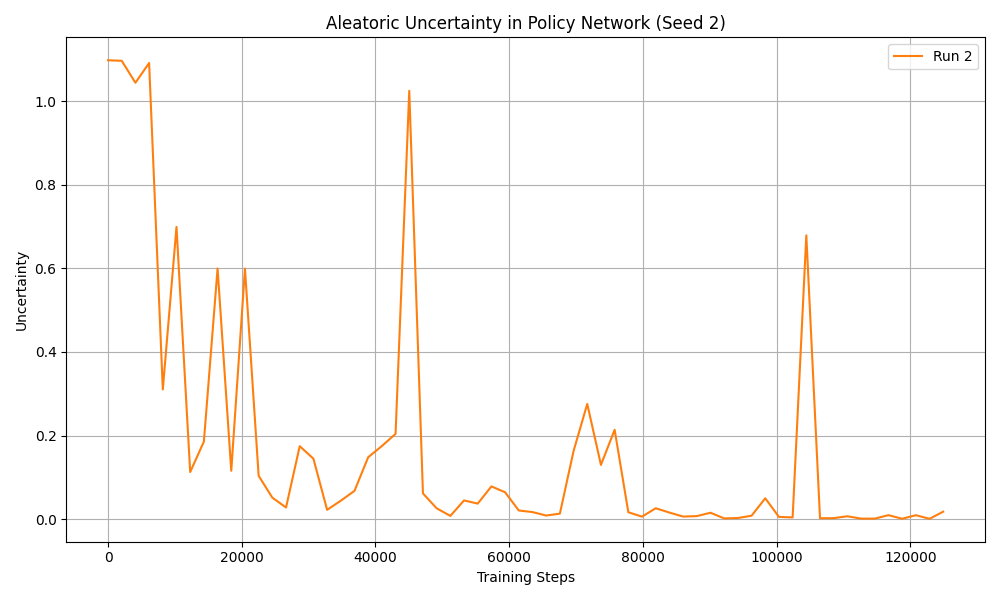 Aleatoric Uncertainty in Policy Network (Seed 2)
Run 2
Uncertainty
1.0
0.8
0.6
0.4
0.2
0.0
0 20000 40000 60000 80000 100000 120000
Training Steps